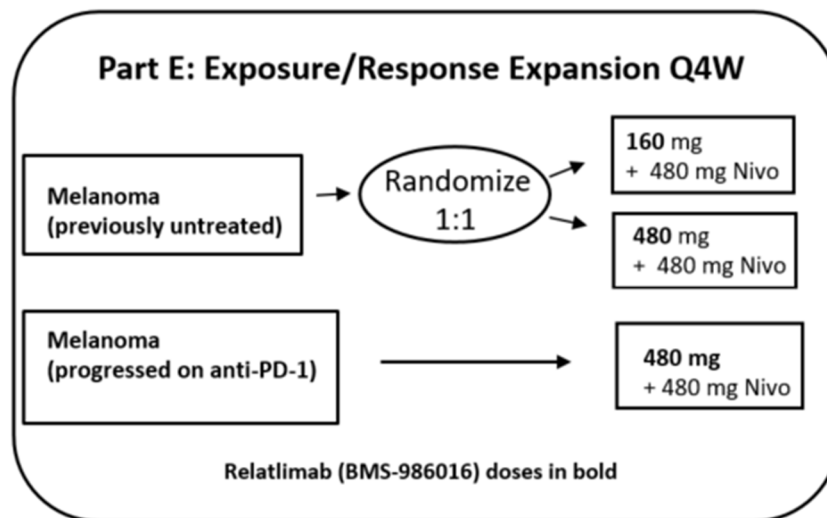 Part E: Exposure/Response Expansion Q4W
Melanoma
(previously untreated)
Randomize
1:1
160 mg
+ 480 mg Nivo
480 mg
+ 480 mg Nivo
Melanoma
(progressed on anti-PD-1)
480 mg
+ 480 mg Nivo
Relatlimab (BMS-986016) doses in bold